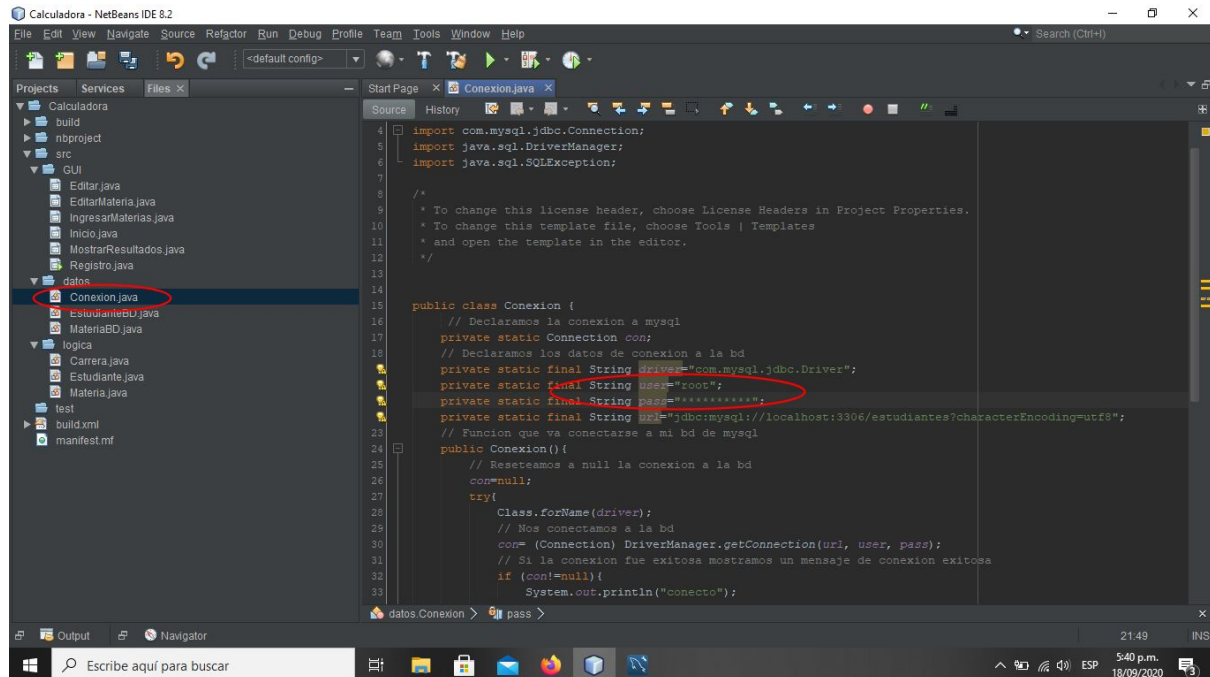 Calculadora - NetBeans IDE 8.2
File Edit View Navigate Source Refactor Run Debug Profile Team Tools Window Help
Search (Ctrl+I)
<default config>
Projects Services Files
Start Page Conexion.java
Source History
Calculadora
build
nbproject
src
GUI
Editar.java
EditarMateria.java
IngresarMaterias.java
Inicio.java
MostrarResultados.java
Registro.java
datos
Conexion.java
EstudianteBD.java
MateriaBD.java
logica
Carrera.java
Estudiante.java
Materia.java
test
build.xml
manifest.mf
4 import com.mysql.jdbc.Connection;
5 import java.sql.DriverManager;
6 import java.sql.SQLException;
7
8 /*
9 * To change this license header, choose License Headers in Project Properties.
10 * To change this template file, choose Tools | Templates
11 * and open the template in the editor.
12 */
13
14
15 public class Conexion {
16 // Declaramos la conexion a mysql
17 private static Connection con;
18 // Declaramos los datos de conexion a la bd
private static final String driver="com.mysql.jdbc.Driver";
private static final String user="root";
private static final String pass="**********";
private static final String url="jdbc:mysql://localhost:3306/estudiantes?characterEncoding=utf8";
23 // Funcion que va conectarse a mi bd de mysql
24 public Conexion(){
25 // Reseteamos a null la conexion a la bd
26 con=null;
27 try{
28 Class.forName(driver);
29 // Nos conectamos a la bd
30 con= (Connection) DriverManager.getConnection(url, user, pass);
31 // Si la conexion fue exitosa mostramos un mensaje de conexion exitosa
32 if (con!=null){
33 System.out.println("conecto");
datos.Conexion pass
Output Navigator
21:49 INS
Escribe aquí para buscar
ESP
5:40 p.m.
18/09/2020
3